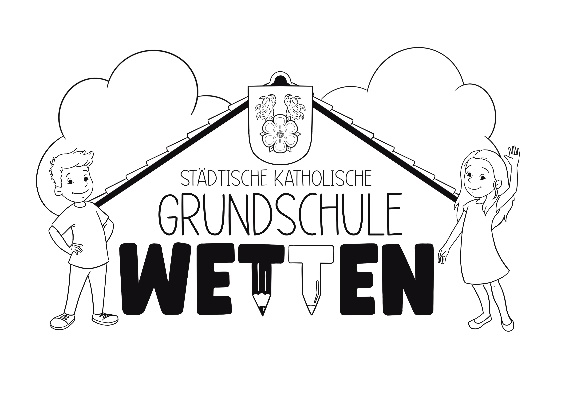 STÄDTISCHE KATHOLISCHE
GRUNDSCHULE
WETTEN